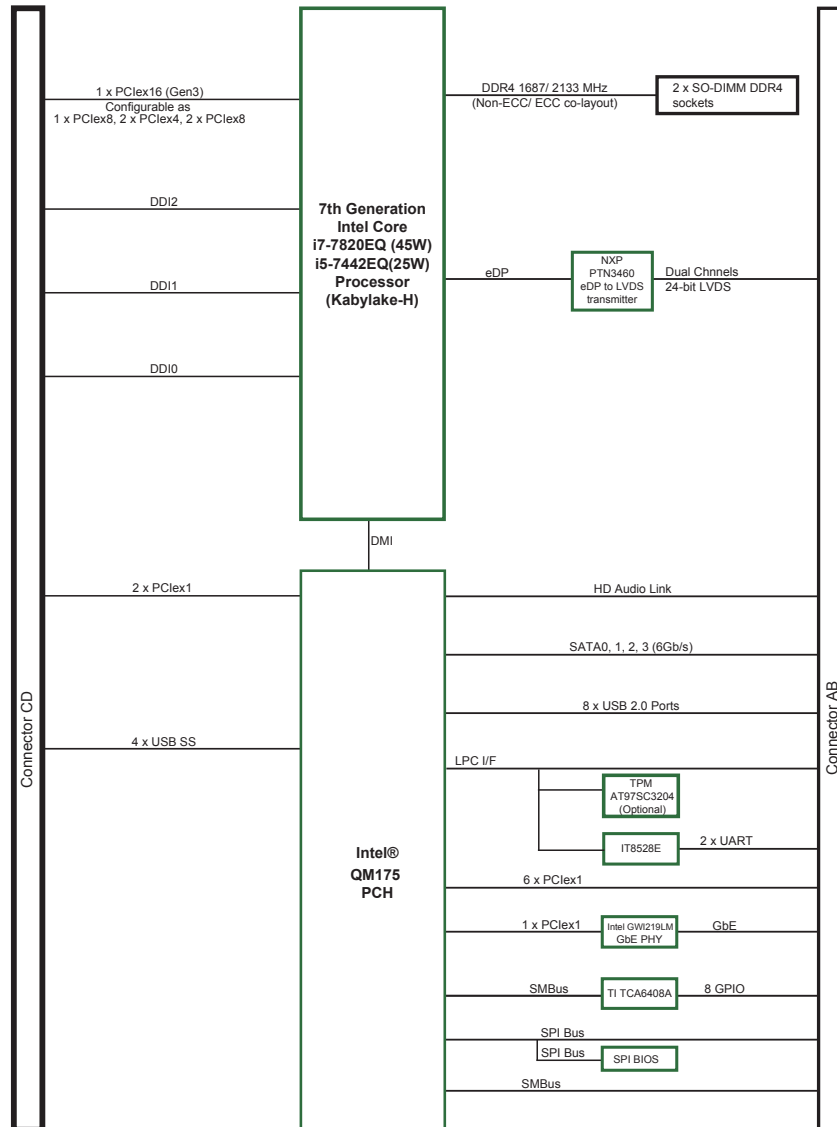 1 x PCIex16 (Gen3)
Configurable as
1 x PCIex8, 2 x PCIex4, 2 x PCIex8
DDI2
DDI1
DDI0
7th Generation
Intel Core
i7-7820EQ (45W)
i5-7442EQ(25W)
Processor
(Kabylake-H)
DDR4 1687/ 2133 MHz
(Non-ECC/ ECC co-layout)
2 x SO-DIMM DDR4
sockets
eDP
NXP
PTN3460
eDP to LVDS
transmitter
Dual Chnnels
24-bit LVDS
DMI
Connector CD
2 x PCIex1
4 x USB SS
Intel®
QM175
PCH
HD Audio Link
SATA0, 1, 2, 3 (6Gb/s)
8 x USB 2.0 Ports
LPC I/F
TPM
AT97SC3204
(Optional)
IT8528E
2 x UART
6 x PCIex1
1 x PCIex1
Intel GWI219LM
GbE PHY
GbE
SMBus
TI TCA6408A
8 GPIO
SPI Bus
SPI Bus
SPI BIOS
SMBus
Connector AB